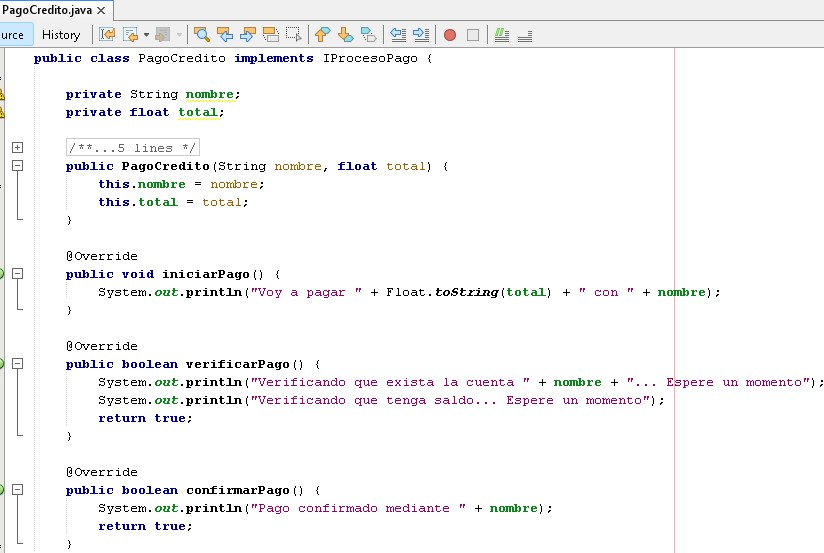 PagoCredito.java
urce History
public class PagoCredito implements IProcesoPago {
private String nombre;
private float total;
/**...5 lines */
public PagoCredito(String nombre, float total) {
this.nombre = nombre;
this.total = total;
}
@Override
public void iniciarPago() {
System.out.println("Voy a pagar " + Float.toString(total) + " con " + nombre);
}
@Override
public boolean verificarPago() {
System.out.println("Verificando que exista la cuenta " + nombre + "... Espere un momento");
System.out.println("Verificando que tenga saldo... Espere un momento");
return true;
}
@Override
public boolean confirmarPago() {
System.out.println("Pago confirmado mediante " + nombre);
return true;
}